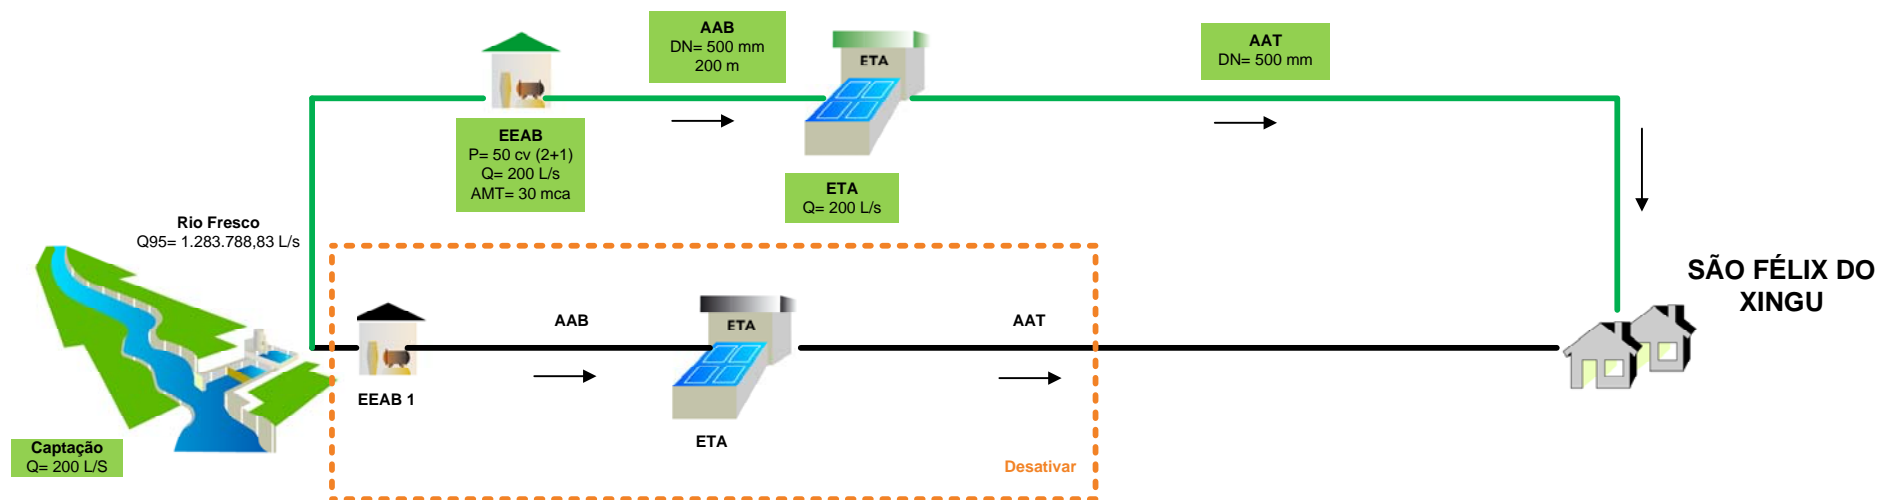 AAB
DN= 500 mm
200 m
ETA
AAT
DN= 500 mm
EEAB
P= 50 cv (2+1)
Q= 200 L/s
AMT= 30 mca
ETA
Q= 200 L/s
Rio Fresco
Q95= 1.283.788,83 L/s
SÃO FÉLIX DO
XINGU
AAB
ETA
AAT
EEAB 1
ETA
Captação
Q= 200 L/S
Desativar